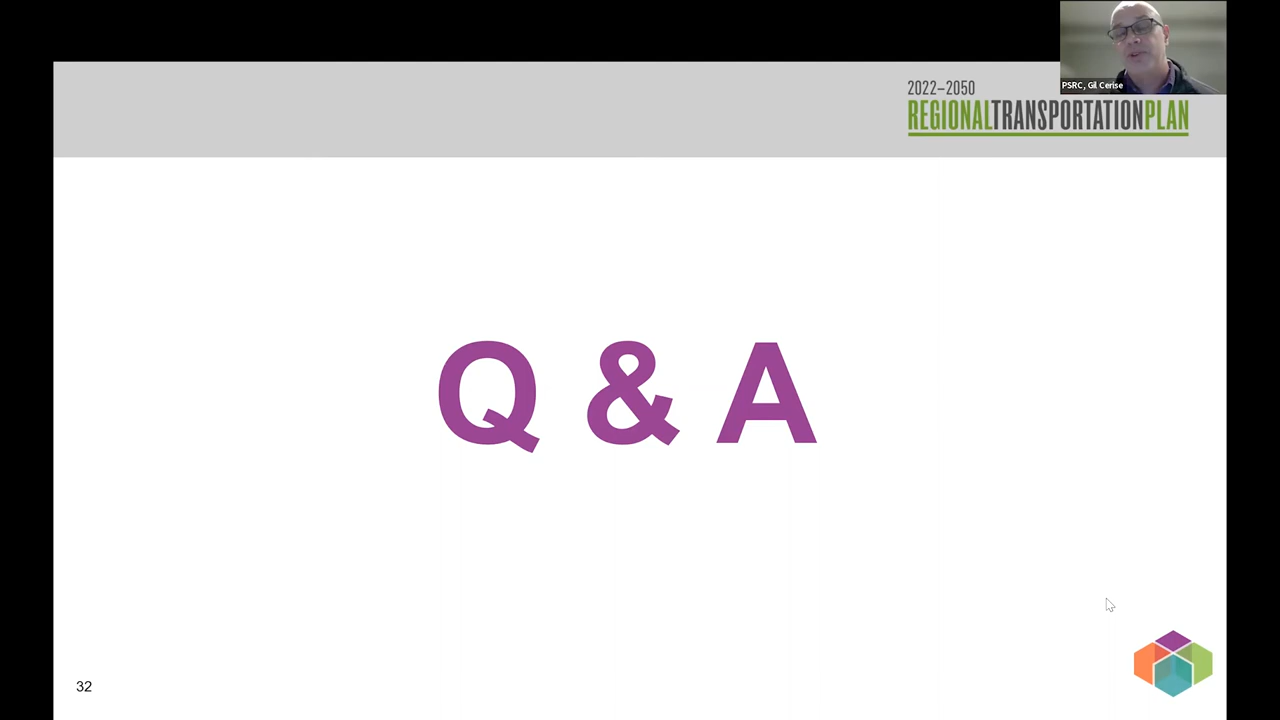 PSRC, Gil Cerise
2022–2050
REGIONALTRANSPORTATIONPLAN
Q & A
32